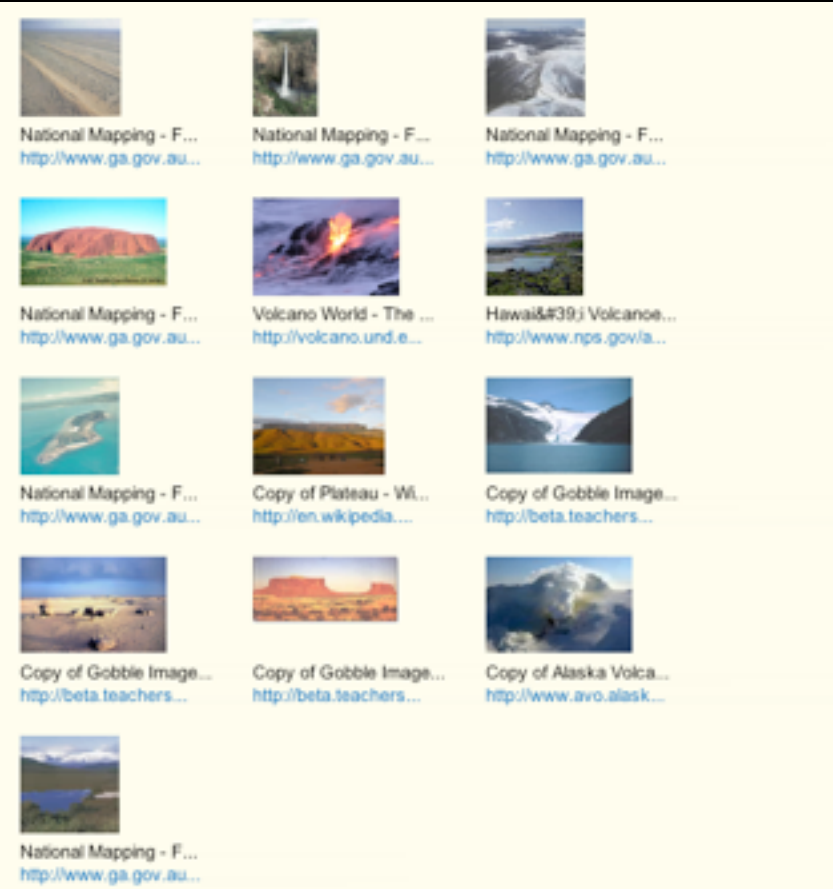 National Mapping - F...
http://www.ga.gov.au...
National Mapping - F...
http://www.ga.gov.au...
National Mapping - F...
http://www.ga.gov.au...
National Mapping - F...
http://www.ga.gov.au...
Volcano World - The ...
http://volcano.und.e...
Hawai&#39;i Volcanoe...
http://www.nps.gov/a...
National Mapping - F...
http://www.ga.gov.au...
Copy of Plateau - Wi...
http://en.wikipedia....
Copy of Gobble Image...
http://beta.teachers...
Copy of Gobble Image...
http://beta.teachers...
Copy of Gobble Image...
http://beta.teachers...
Copy of Alaska Volca...
http://www.avo.alask...
National Mapping - F...
http://www.ga.gov.au...